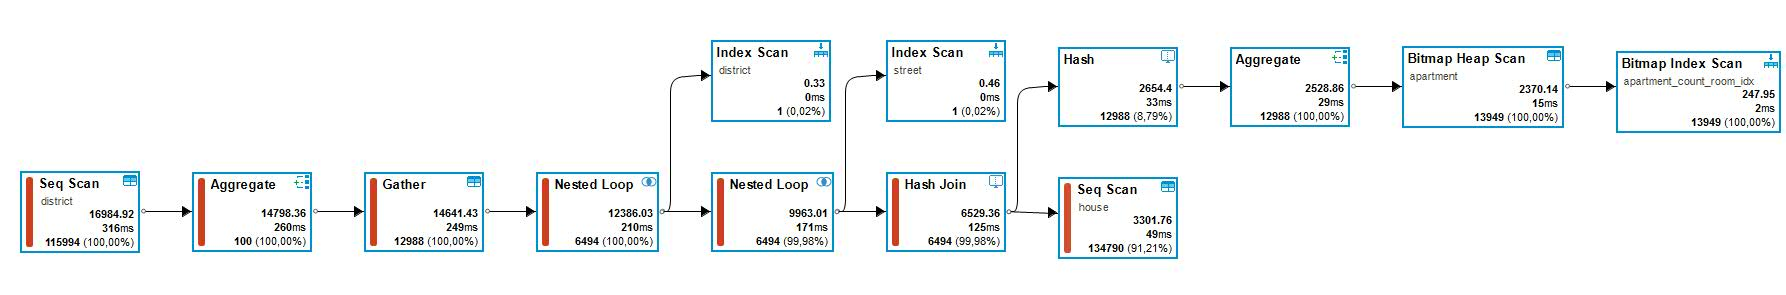 Index Scan
district
0.33
0ms
1 (0,02%)
Index Scan
street
0.46
0ms
1 (0,02%)
Hash
2654.4
33ms
12988 (8,79%)
Aggregate
2528.86
29ms
12988 (100,00%)
Bitmap Heap Scan
apartment
2370.14
15ms
13949 (100,00%)
Bitmap Index Scan
apartment_count_room_idx
247.95
2ms
13949 (100,00%)
Seq Scan
district
16984.92
316ms
115994 (100,00%)
Aggregate
14798.36
260ms
100 (100,00%)
Gather
14641.43
249ms
12988 (100,00%)
Nested Loop
12386.03
210ms
6494 (100,00%)
Nested Loop
9963.01
171ms
6494 (99,98%)
Hash Join
6529.36
125ms
6494 (99,98%)
Seq Scan
house
3301.76
49ms
134790 (91,21%)